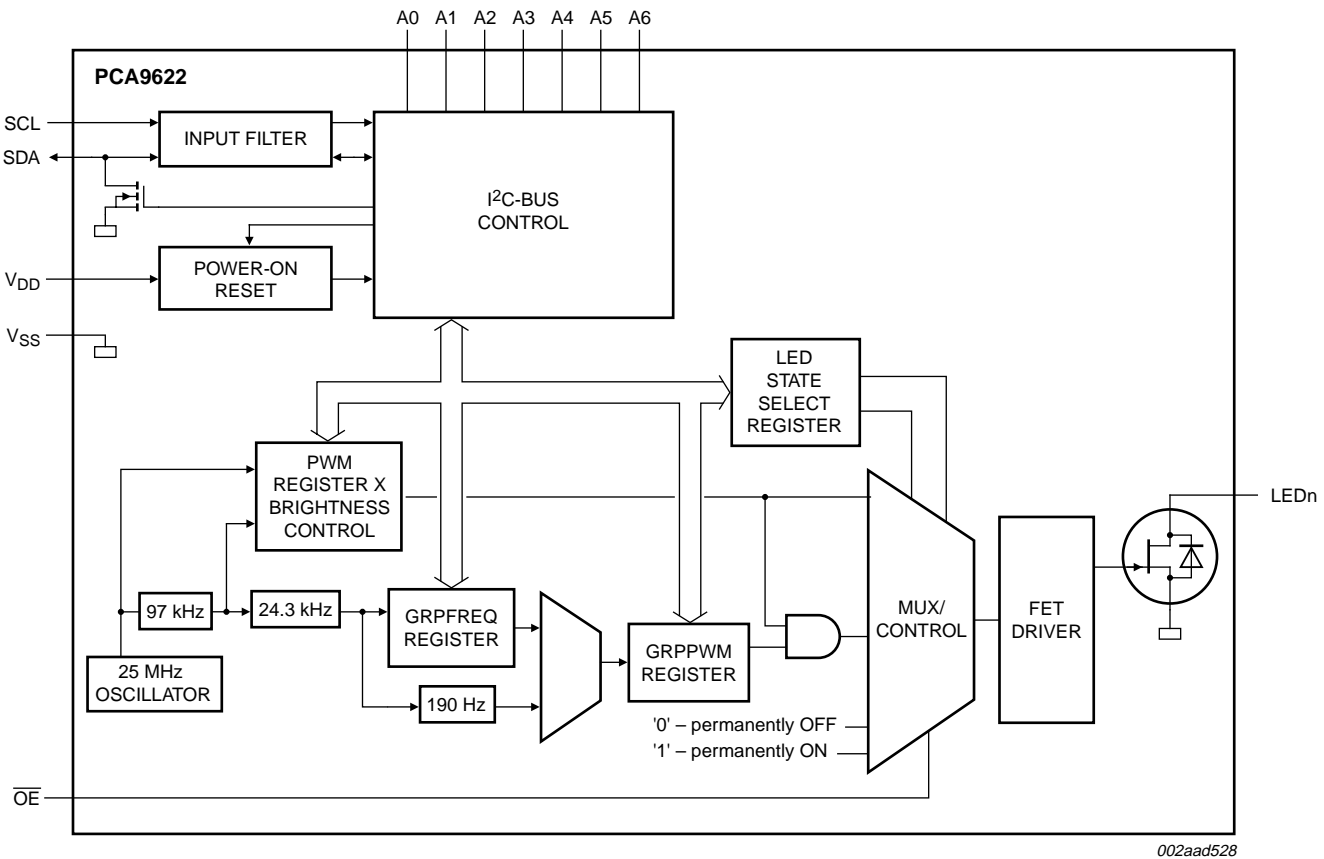 A0 A1 A2 A3 A4 A5 A6
PCA9622
SCL
SDA
INPUT FILTER
I2C-BUS
CONTROL
POWER-ON
RESET
VDD
VSS
LED
STATE
SELECT
REGISTER
PWM
REGISTER X
BRIGHTNESS
CONTROL
LEDn
97 kHz
24.3 kHz
GRPFREQ
REGISTER
MUX/
CONTROL
FET
DRIVER
GRPPWM
REGISTER
25 MHz
OSCILLATOR
190 Hz
'0' – permanently OFF
'1' – permanently ON
OE
002aad528